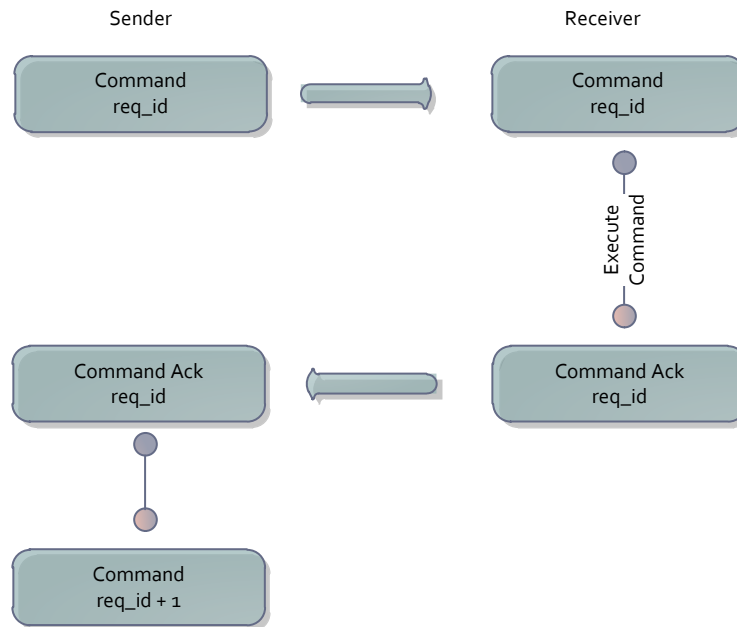 Sender
Receiver
Command
req_id
Command
req_id
Execute
Command
Command Ack
req_id
Command Ack
req_id
Command
req_id + 1